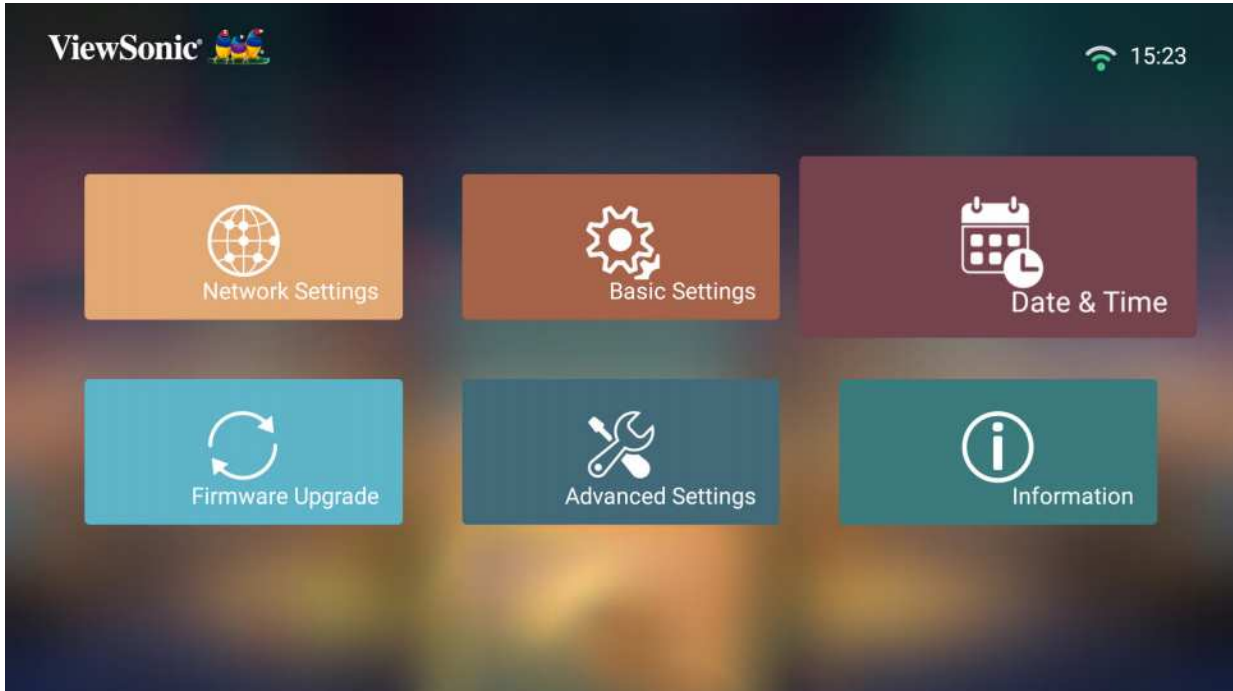 ViewSonic®
15:23
Network Settings
Basic Settings
Date & Time
Firmware Upgrade
Advanced Settings
Information